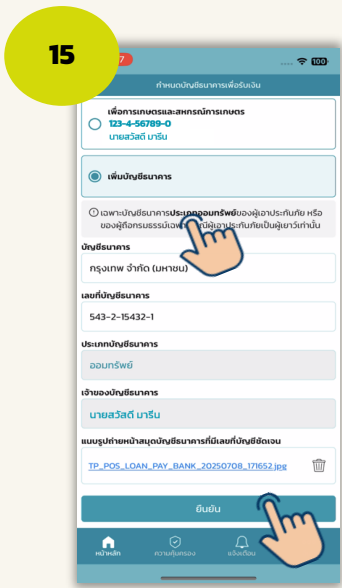 15
7
100
กำหนดบัญชีธนาคารเพื่อรับเงิน
เพื่อการเกษตรและสหกรณ์การเกษตร
123-4-56789-0
นายสวัสดี มารีน
เพิ่มบัญชีธนาคาร
เฉพาะบัญชีธนาคารประเภทออมทรัพย์ของผู้เอาประกันภัย หรือ
ของผู้ถือกรมธรรม์เฉพ ผู้เอาประกันภัยเป็นผู้เยาว์เท่านั้น
บัญชีธนาคาร
กรุงเทพ จำกัด (มหาชน)
เลขที่บัญชีธนาคาร
543-2-15432-1
ประเภทบัญชีธนาคาร
ออมทรัพย์
เจ้าของบัญชีธนาคาร
นายสวัสดี มารีน
แนบรูปถ่ายหน้าสมุดบัญชีธนาคารที่มีเลขที่บัญชีชัดเจน
TP_POS_LOAN_PAY_BANK_20250708_171652.jpg
ยืนยัน
หน้าหลัก
ความคุ้มครอง
แจ้งเตือน